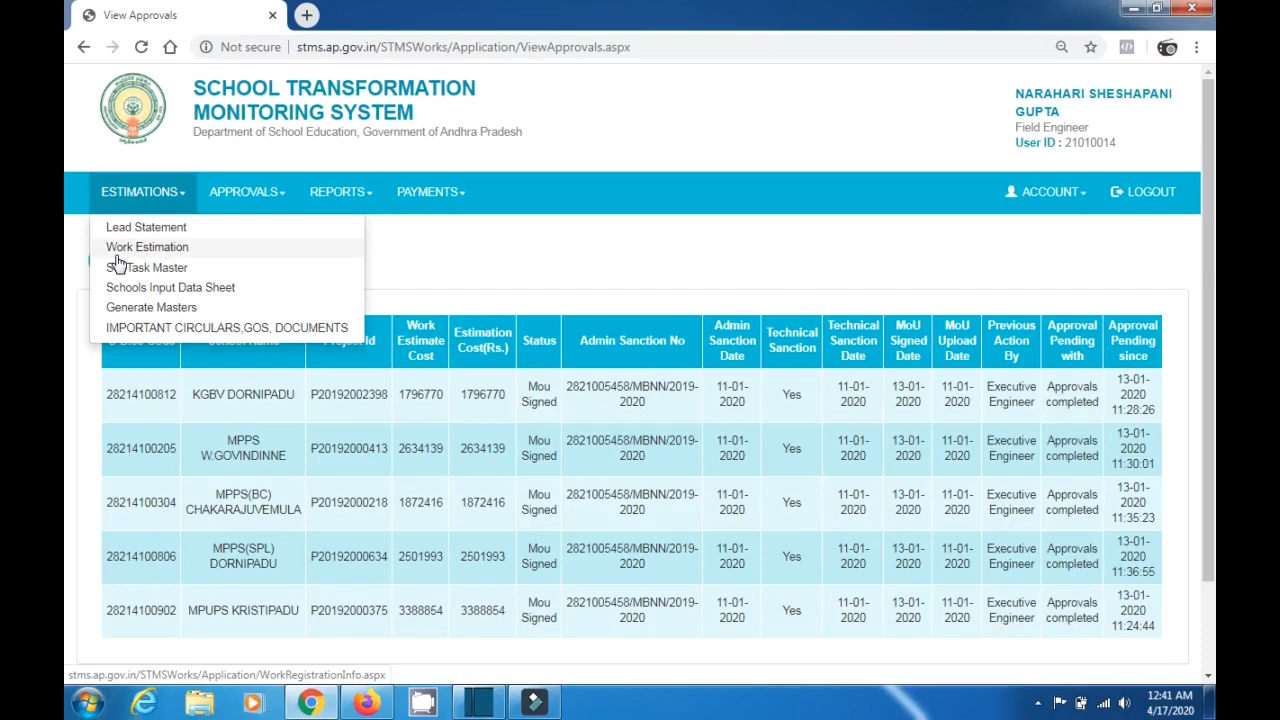 View Approvals
Not secure
stms.ap.gov.in/STMSWorks/Application/ViewApprovals.aspx
SCHOOL TRANSFORMATION
MONITORING SYSTEM
Department of School Education, Government of Andhra Pradesh
NARAHARI SHESHAPANI
GUPTA
Field Engineer
User ID : 21010014
ESTIMATIONS APPROVALS REPORTS PAYMENTS ACCOUNT LOGOUT
Lead Statement
Work Estimation
Task Master
Schools Input Data Sheet
Generate Masters
IMPORTANT CIRCULARS,GOS, DOCUMENTS
Work Estimate Cost
Estimation Cost(Rs.)
Status
Admin Sanction No
Admin Sanction Date
Technical Sanction
Technical Sanction Date
MoU Signed Date
MoU Upload Date
Previous Action By
Approval Pending with
Approval Pending since
28214100812 KGBV DORNIPADU P20192002398 1796770 1796770 Mou Signed 2821005458/MBNN/2019-2020 11-01-2020 Yes 11-01-2020 13-01-2020 11-01-2020 Executive Engineer Approvals completed 13-01-2020 11:28:26
28214100205 MPPS W.GOVINDINNE P20192000413 2634139 2634139 Mou Signed 2821005458/MBNN/2019-2020 11-01-2020 Yes 11-01-2020 13-01-2020 11-01-2020 Executive Engineer Approvals completed 13-01-2020 11:30:01
28214100304 MPPS(BC) CHAKARAJUVEMULA P20192000218 1872416 1872416 Mou Signed 2821005458/MBNN/2019-2020 11-01-2020 Yes 11-01-2020 13-01-2020 11-01-2020 Executive Engineer Approvals completed 13-01-2020 11:35:23
28214100806 MPPS(SPL) DORNIPADU P20192000634 2501993 2501993 Mou Signed 2821005458/MBNN/2019-2020 11-01-2020 Yes 11-01-2020 13-01-2020 11-01-2020 Executive Engineer Approvals completed 13-01-2020 11:36:55
28214100902 MPUPS KRISTIPADU P20192000375 3388854 3388854 Mou Signed 2821005458/MBNN/2019-2020 11-01-2020 Yes 11-01-2020 13-01-2020 11-01-2020 Executive Engineer Approvals completed 13-01-2020 11:24:44
stms.ap.gov.in/STMSWorks/Application/WorkRegistrationInfo.aspx
12:41 AM
4/17/2020